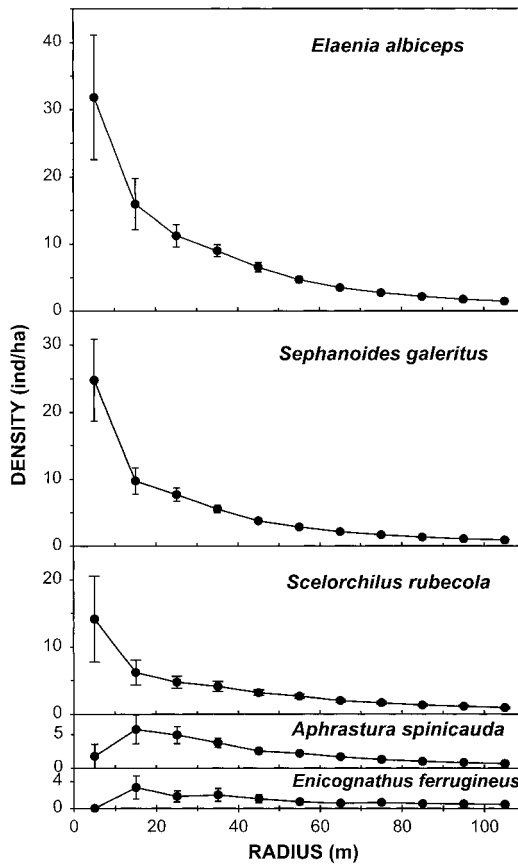 40
Elaenia albiceps
30
20
10
0
30
Sephanoides galeritus
20
10
0
DENSITY (ind/ha)
20
Scelorchilus rubecola
10
0
Aphrastura spinicauda
5
0
Enicognathus ferrugineus
4
0
0 20 40 60 80 100
RADIUS (m)